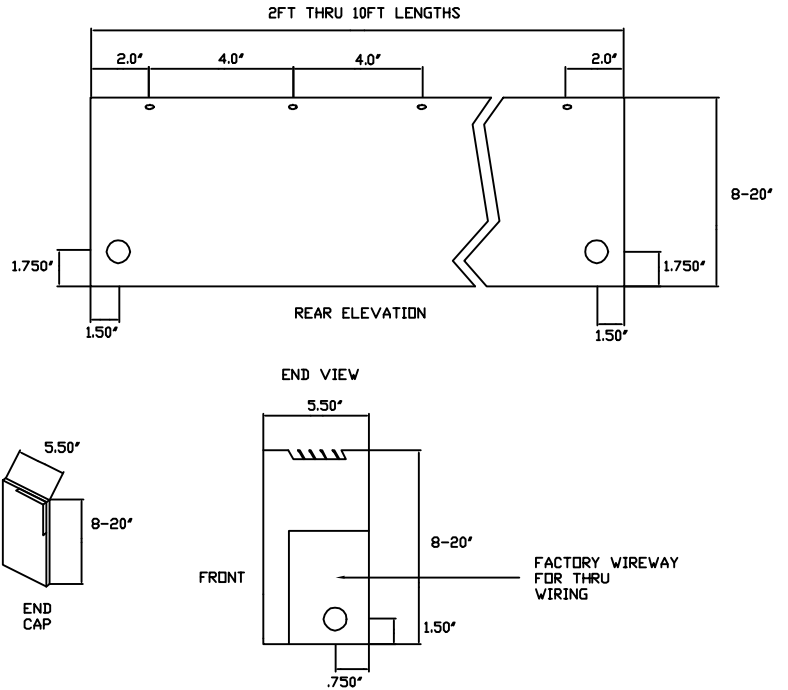 2FT THRU 10FT LENGTHS
2.0"
4.0"
4.0"
2.0"
8-20"
1.750"
1.750"
1.50"
REAR ELEVATION
1.50"
END VIEW
5.50"
5.50"
8-20"
8-20"
FRONT
FACTORY WIREWAY
FOR THRU
WIRING
END
CAP
1.50"
.750"